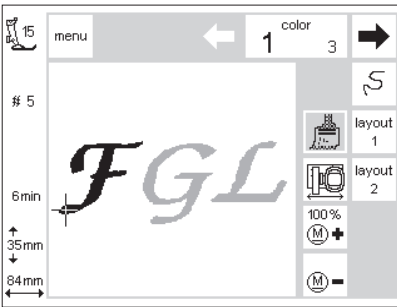 15
menu
color
1
3
# 5
layout
1
layout
2
FGL
6min
35mm
84mm
100%
M +
M -